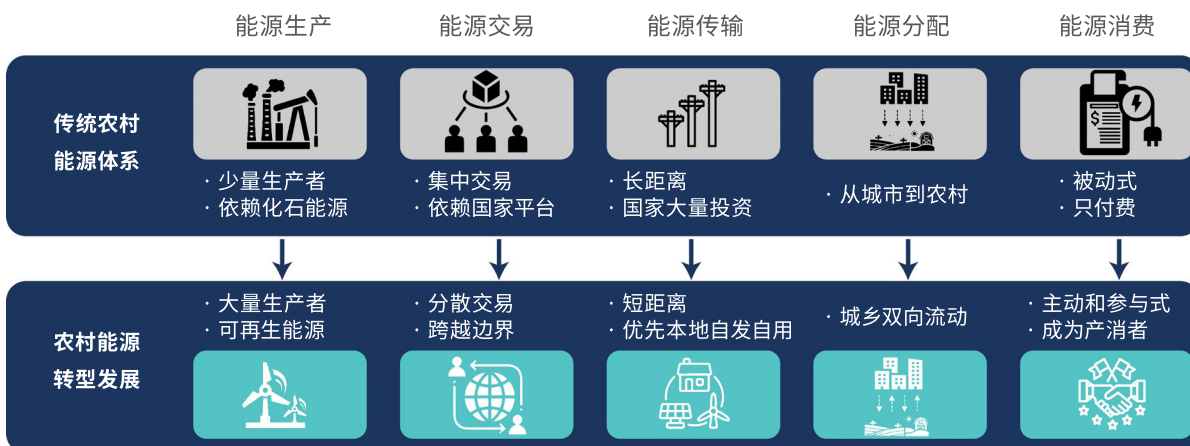 能源生产
能源交易
能源传输
能源分配
能源消费
传统农村
能源体系
· 少量生产者
· 依赖化石能源
· 集中交易
· 依赖国家平台
· 长距离
· 国家大量投资
· 从城市到农村
· 被动式
· 只付费
$
农村能源
转型发展
· 大量生产者
· 可再生能源
· 分散交易
· 跨越边界
· 短距离
· 优先本地自发自用
· 城乡双向流动
· 主动和参与式
· 成为产消者